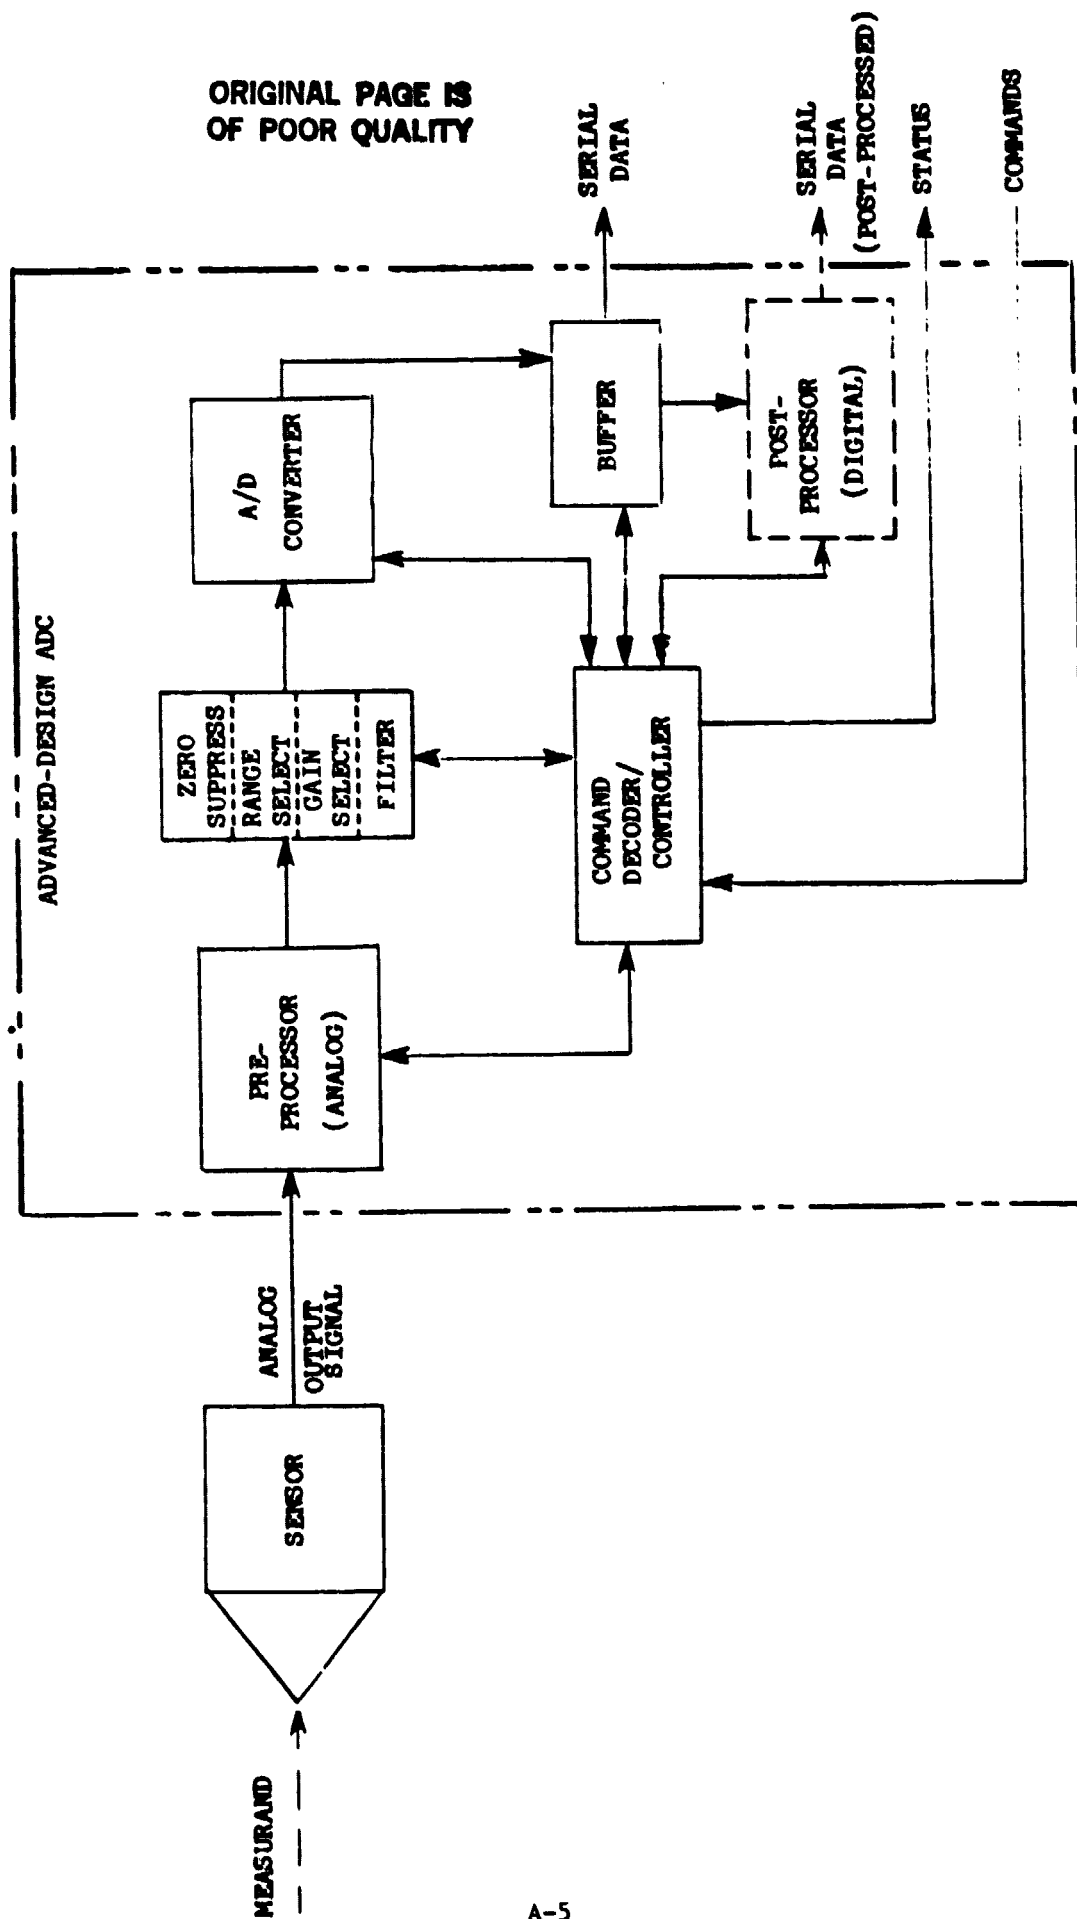 ORIGINAL PAGE IS
OF POOR QUALITY
ADVANCED-DESIGN ADC
MEASURAND
SENSOR
ANALOG
OUTPUT
SIGNAL
PRE-
PROCESSOR
(ANALOG)
ZERO
SUPPRESS
RANGE
SELECT
GAIN
SELECT
FILTER
A/D
CONVERTER
COMMAND
DECODER/
CONTROLLER
BUFFER
POST-
PROCESSOR
(DIGITAL)
SERIAL
DATA
SERIAL
DATA
(POST-PROCESSED)
STATUS
COMMANDS
A-5